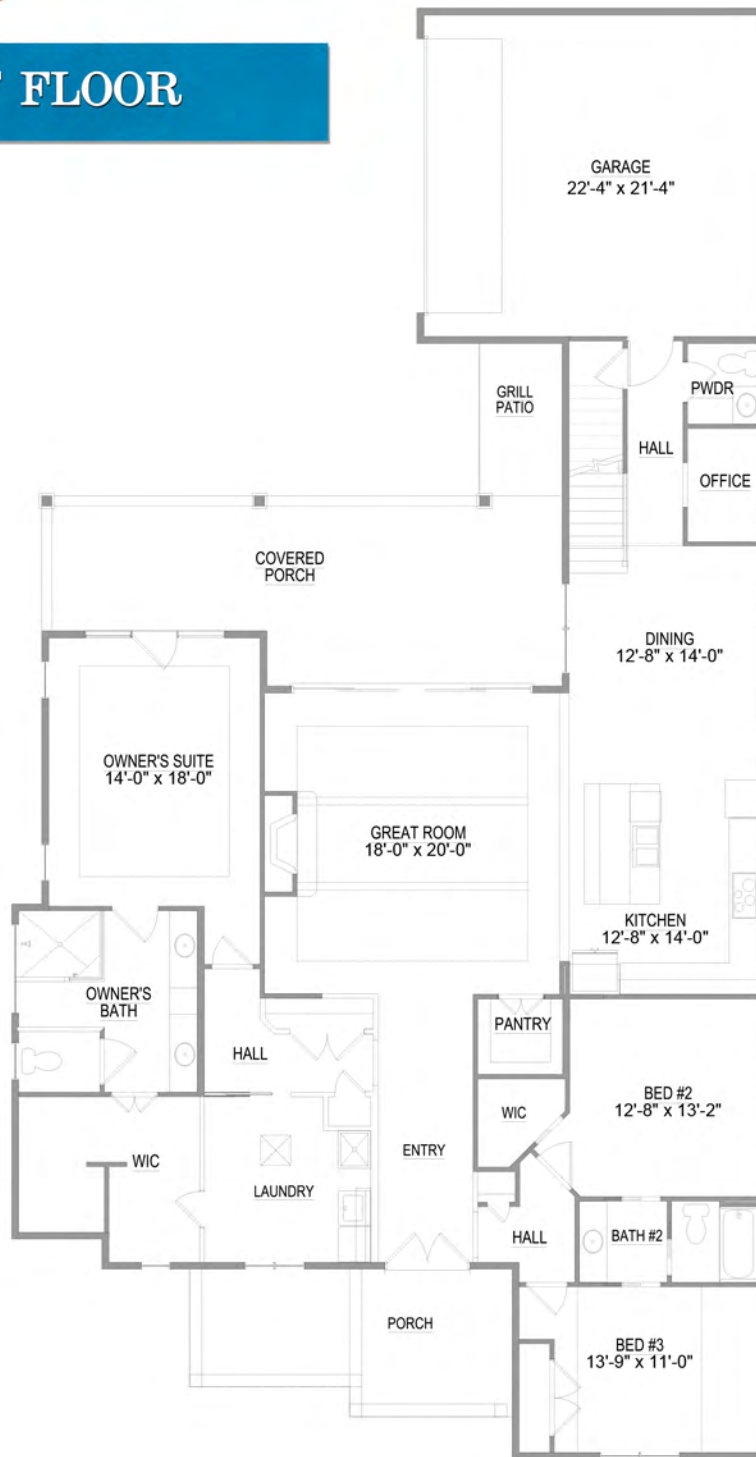 FLOOR
GARAGE
22'-4" x 21'-4"
GRILL
PATIO
PWDR
HALL
OFFICE
COVERED
PORCH
DINING
12'-8" x 14'-0"
OWNER'S SUITE
14'-0" x 18'-0"
GREAT ROOM
18'-0" x 20'-0"
KITCHEN
12'-8" x 14'-0"
OWNER'S
BATH
PANTRY
HALL
BED #2
12'-8" x 13'-2"
WIC
ENTRY
WIC
LAUNDRY
HALL
BATH #2
PORCH
BED #3
13'-9" x 11'-0"